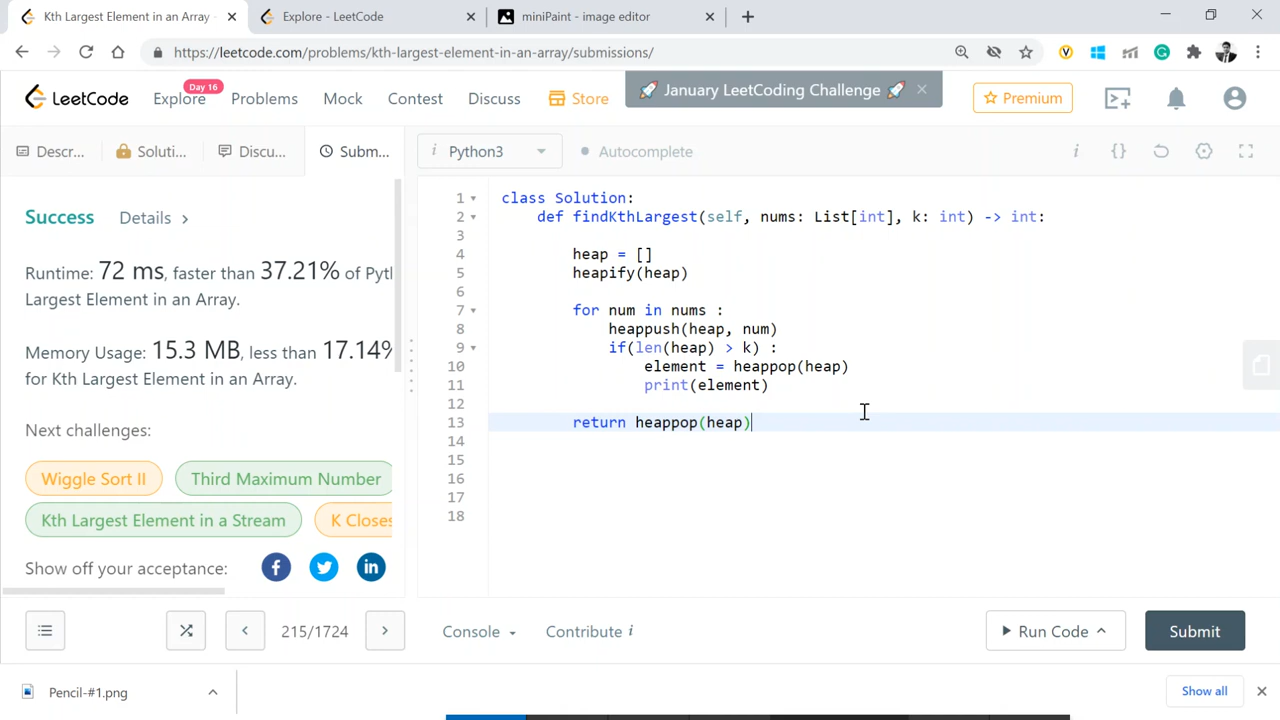 Kth Largest Element in an Array -
Explore - LeetCode
miniPaint - image editor
https://leetcode.com/problems/kth-largest-element-in-an-array/submissions/
LeetCode
Explore
Day 16
Problems
Mock
Contest
Discuss
Store
🚀 January LeetCoding Challenge 🚀
Premium
Descr...
Soluti...
Discu...
Subm...
i Python3
Autocomplete
i {}
Success Details >
Runtime: 72 ms, faster than 37.21% of Pyt
Largest Element in an Array.
Memory Usage: 15.3 MB, less than 17.14%
for Kth Largest Element in an Array.
Next challenges:
Wiggle Sort II
Third Maximum Number
Kth Largest Element in a Stream
K Closes
Show off your acceptance:
1 class Solution:
2 def findKthLargest(self, nums: List[int], k: int) -> int:
3
4 heap = []
5 heapify(heap)
6
7 for num in nums :
8 heappush(heap, num)
9 if(len(heap) > k) :
10 element = heappop(heap)
11 print(element)
12
13 return heappop(heap)
14
15
16
17
18
215/1724
Console
Contribute i
Run Code
Submit
Pencil-#1.png
Show all